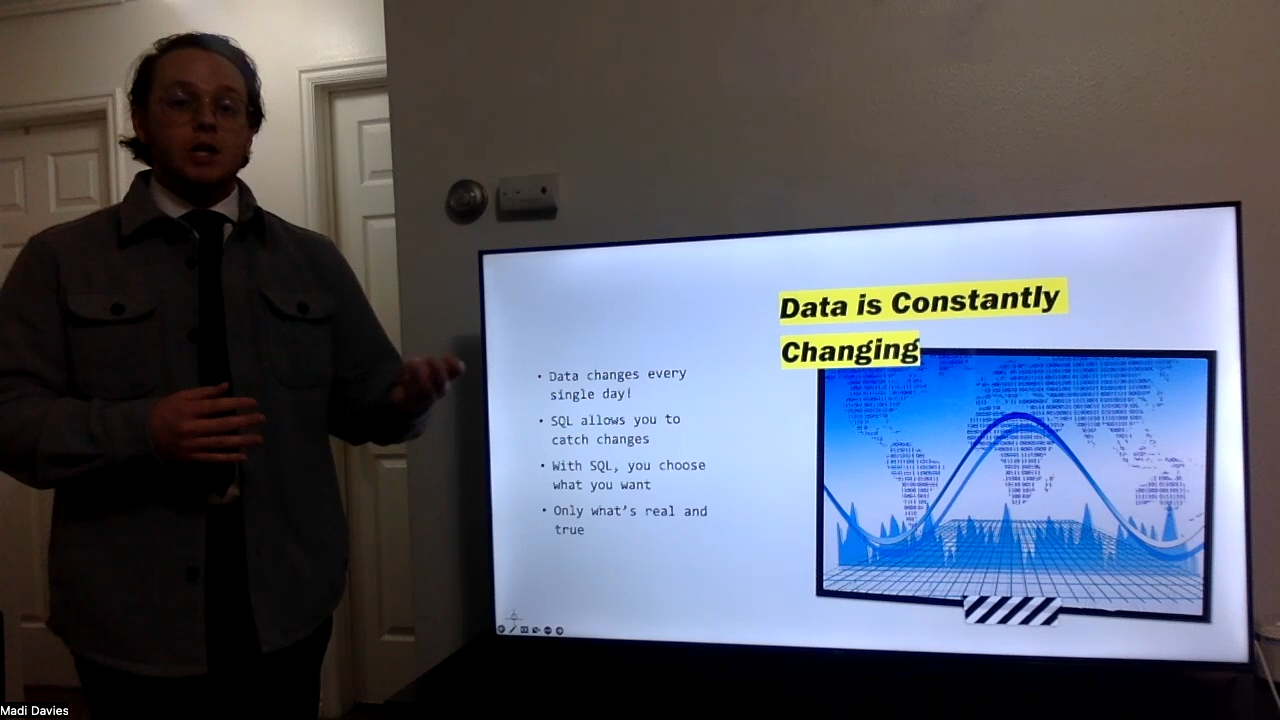 Data is Constantly
Changing
• Data changes every
single day!
• SQL allows you to
catch changes
• With SQL, you choose
what you want
• Only what's real and
true
Madi Davies